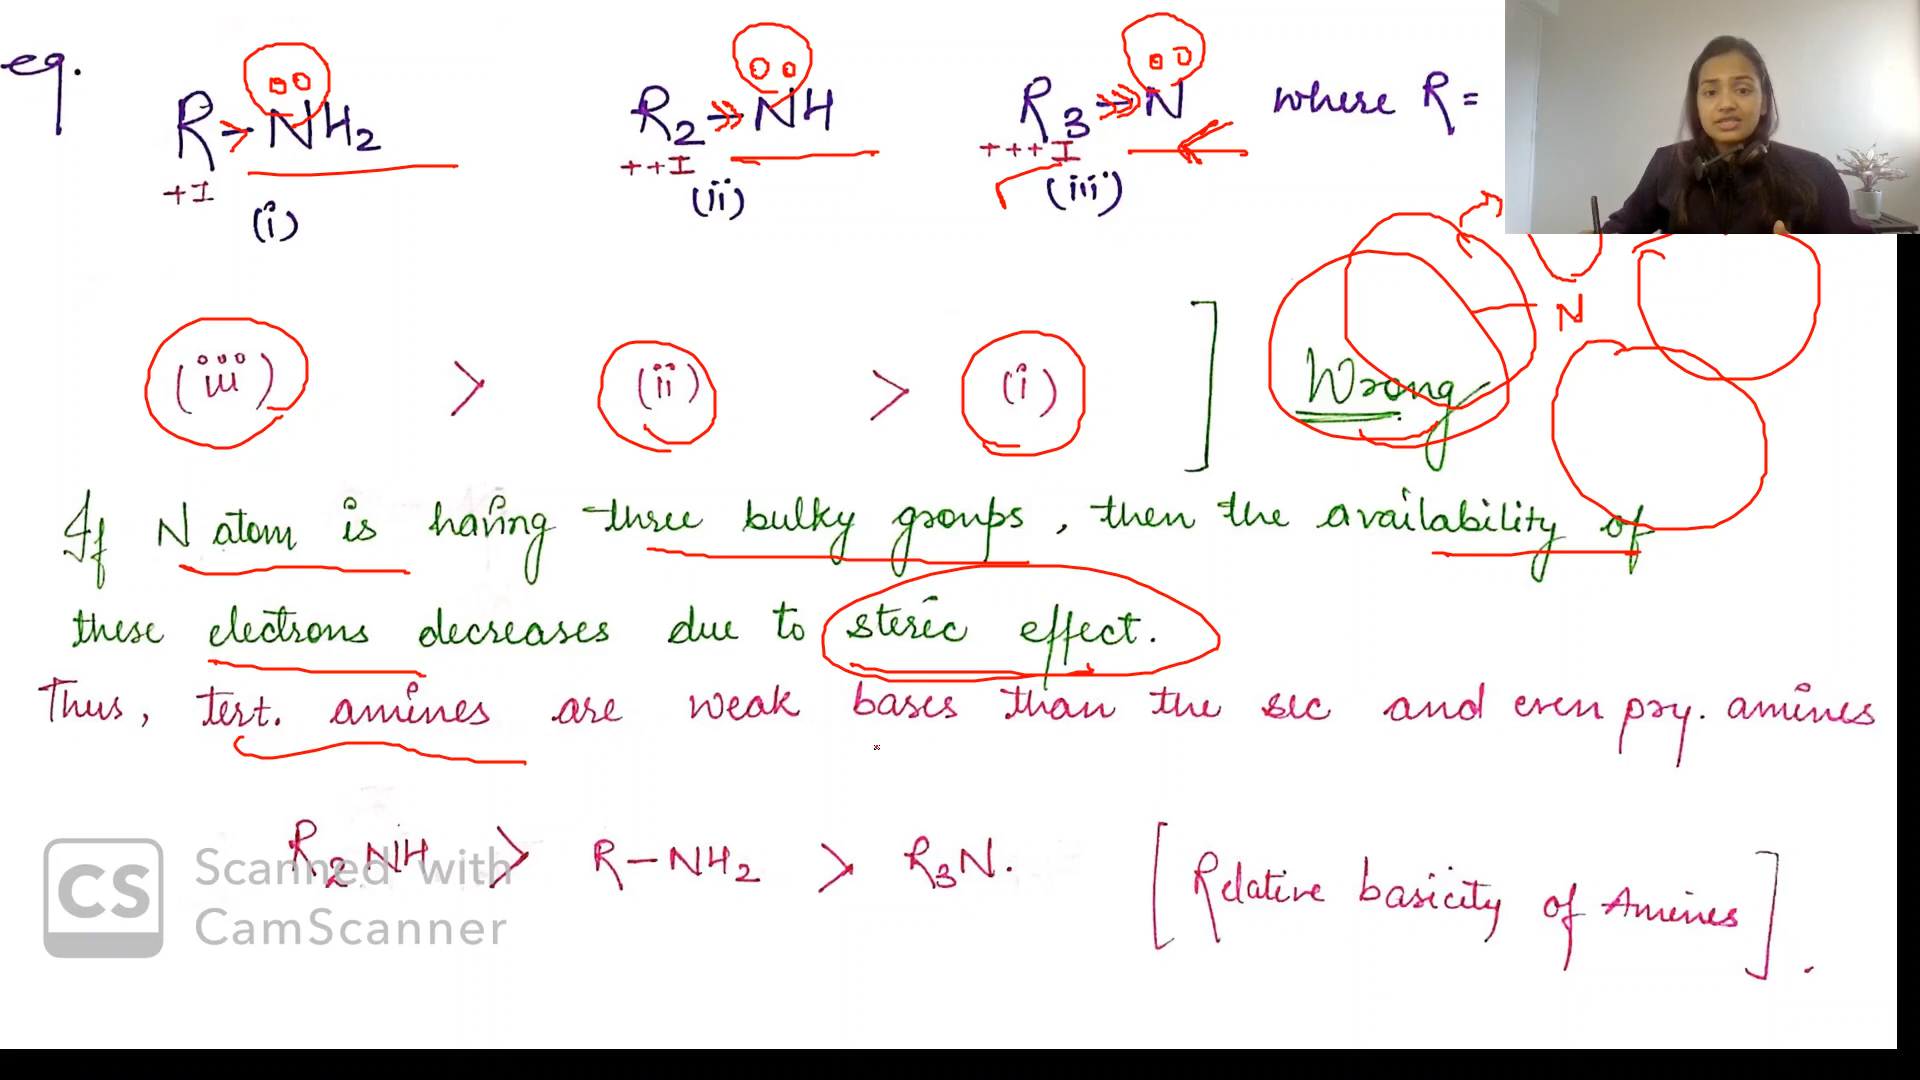 eg.
R → NH2
R2 → NH
R3 → N where R =
+I
++I
+++I
(i)
(ii)
(iii)
N
(iii) > (ii) > (i) ] Wrong
If N atom is having three bulky groups, then the availability of
these electrons decreases due to steric effect.
Thus, tert. amines are weak bases than the sec and even pry. amines
R2NH > R–NH2 > R3N. [Relative basicity of Amines].
CS
Scanned with
CamScanner